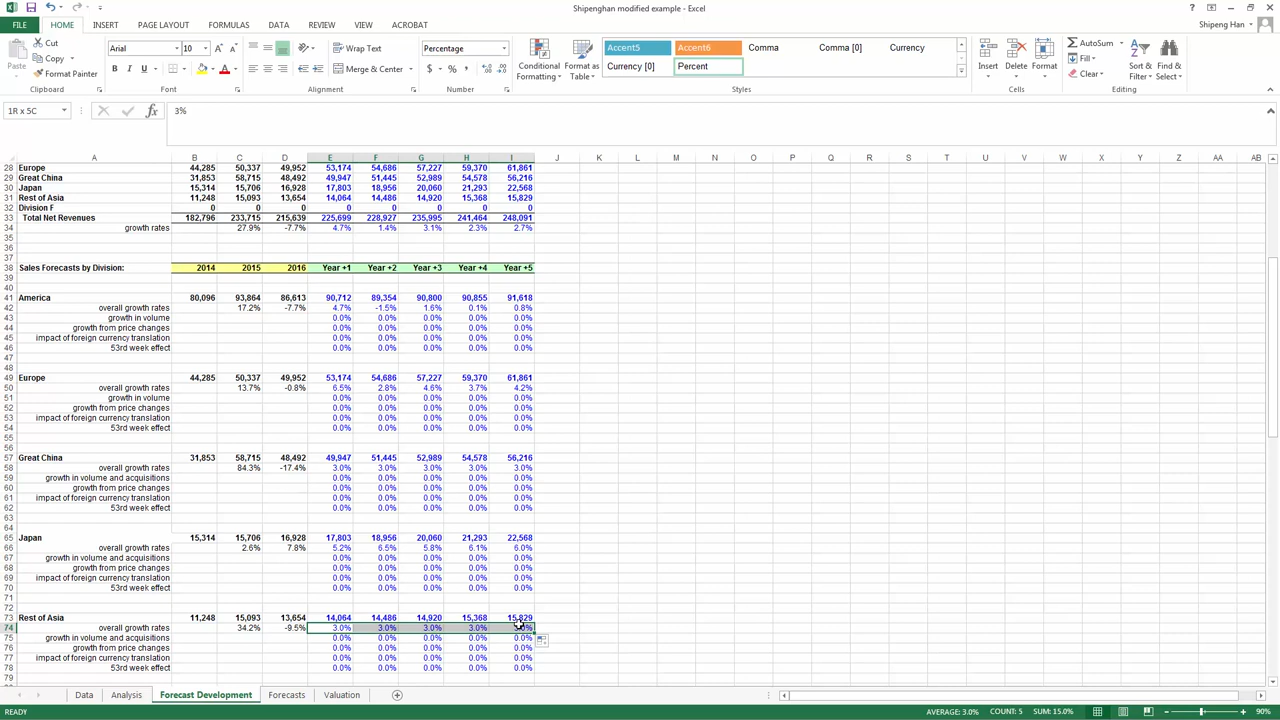 Shipenghan modified example - Excel
FILE HOME INSERT PAGE LAYOUT FORMULAS DATA REVIEW VIEW ACROBAT Shipeng Han
Paste Cut Copy Format Painter Clipboard
Arial 10 Font
Wrap Text Merge & Center Alignment
Percentage Number
Conditional Formatting Format as Table
Accent5 Accent6 Comma Comma [0] Currency
Currency [0] Percent
Styles
Insert Delete Format Cells
AutoSum Fill Clear Sort & Filter Find & Select Editing
1R x 5C 3%
A B C D E F G H I J K L M N O P Q R S T U V W X Y Z AA AB
28 Europe 44,285 50,337 49,952 53,174 54,686 57,227 59,370 61,861
29 Great China 31,853 58,715 48,492 49,947 51,445 52,989 54,578 56,216
30 Japan 15,314 15,706 16,928 17,803 18,956 20,060 21,293 22,568
31 Rest of Asia 11,248 15,093 13,654 14,064 14,486 14,920 15,368 15,829
32 Division F 0 0 0 0 0 0 0 0
33 Total Net Revenues 182,796 233,715 215,639 225,699 228,927 235,995 241,464 248,091
34 growth rates 27.9% -7.7% 4.7% 1.4% 3.1% 2.3% 2.7%
35
36
37
38 Sales Forecasts by Division: 2014 2015 2016 Year +1 Year +2 Year +3 Year +4 Year +5
39
40
41 America 80,096 93,864 86,613 90,712 89,354 90,800 90,855 91,618
42 overall growth rates 17.2% -7.7% 4.7% -1.5% 1.6% 0.1% 0.8%
43 growth in volume 0.0% 0.0% 0.0% 0.0% 0.0%
44 growth from price changes 0.0% 0.0% 0.0% 0.0% 0.0%
45 impact of foreign currency translation 0.0% 0.0% 0.0% 0.0% 0.0%
46 53rd week effect 0.0% 0.0% 0.0% 0.0% 0.0%
47
48
49 Europe 44,285 50,337 49,952 53,174 54,686 57,227 59,370 61,861
50 overall growth rates 13.7% -0.8% 6.5% 2.8% 4.6% 3.7% 4.2%
51 growth in volume 0.0% 0.0% 0.0% 0.0% 0.0%
52 growth from price changes 0.0% 0.0% 0.0% 0.0% 0.0%
53 impact of foreign currency translation 0.0% 0.0% 0.0% 0.0% 0.0%
54 53rd week effect 0.0% 0.0% 0.0% 0.0% 0.0%
55
56
57 Great China 31,853 58,715 48,492 49,947 51,445 52,989 54,578 56,216
58 overall growth rates 84.3% -17.4% 3.0% 3.0% 3.0% 3.0% 3.0%
59 growth in volume and acquisitions 0.0% 0.0% 0.0% 0.0% 0.0%
60 growth from price changes 0.0% 0.0% 0.0% 0.0% 0.0%
61 impact of foreign currency translation 0.0% 0.0% 0.0% 0.0% 0.0%
62 53rd week effect 0.0% 0.0% 0.0% 0.0% 0.0%
63
64
65 Japan 15,314 15,706 16,928 17,803 18,956 20,060 21,293 22,568
66 overall growth rates 2.6% 7.8% 5.2% 6.5% 5.8% 6.1% 6.0%
67 growth in volume and acquisitions 0.0% 0.0% 0.0% 0.0% 0.0%
68 growth from price changes 0.0% 0.0% 0.0% 0.0% 0.0%
69 impact of foreign currency translation 0.0% 0.0% 0.0% 0.0% 0.0%
70 53rd week effect 0.0% 0.0% 0.0% 0.0% 0.0%
71
72
73 Rest of Asia 11,248 15,093 13,654 14,064 14,486 14,920 15,368 15,829
74 overall growth rates 34.2% -9.5% 3.0% 3.0% 3.0% 3.0%
75 growth in volume and acquisitions 0.0% 0.0% 0.0% 0.0% 0.0%
76 growth from price changes 0.0% 0.0% 0.0% 0.0% 0.0%
77 impact of foreign currency translation 0.0% 0.0% 0.0% 0.0% 0.0%
78 53rd week effect 0.0% 0.0% 0.0% 0.0% 0.0%
79
Data Analysis Forecast Development Forecasts Valuation
READY AVERAGE: 3.0% COUNT: 5 SUM: 15.0% 90%